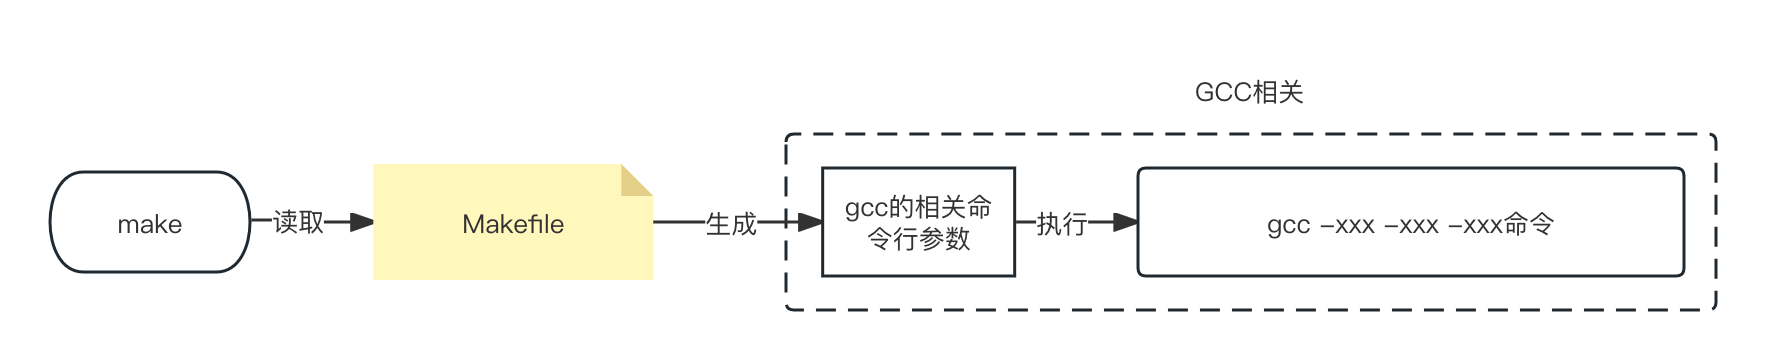 GCC相关
make
读取
Makefile
生成
gcc的相关命
令行参数
执行
gcc –xxx –xxx –xxx命令